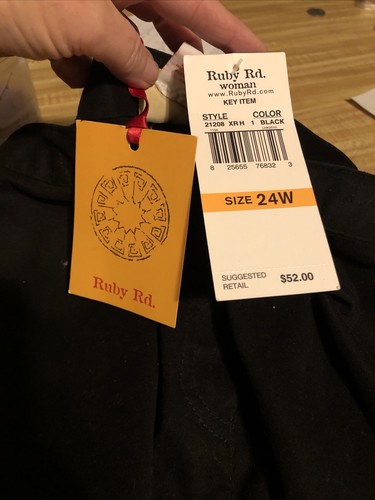 Ruby Rd.
woman
www.RubyRd.com
KEY ITEM
STYLE COLOR
21208 XRH 1 BLACK
8 25655 76832 3
SIZE 24W
SUGGESTED
RETAIL $52.00
Ruby Rd.